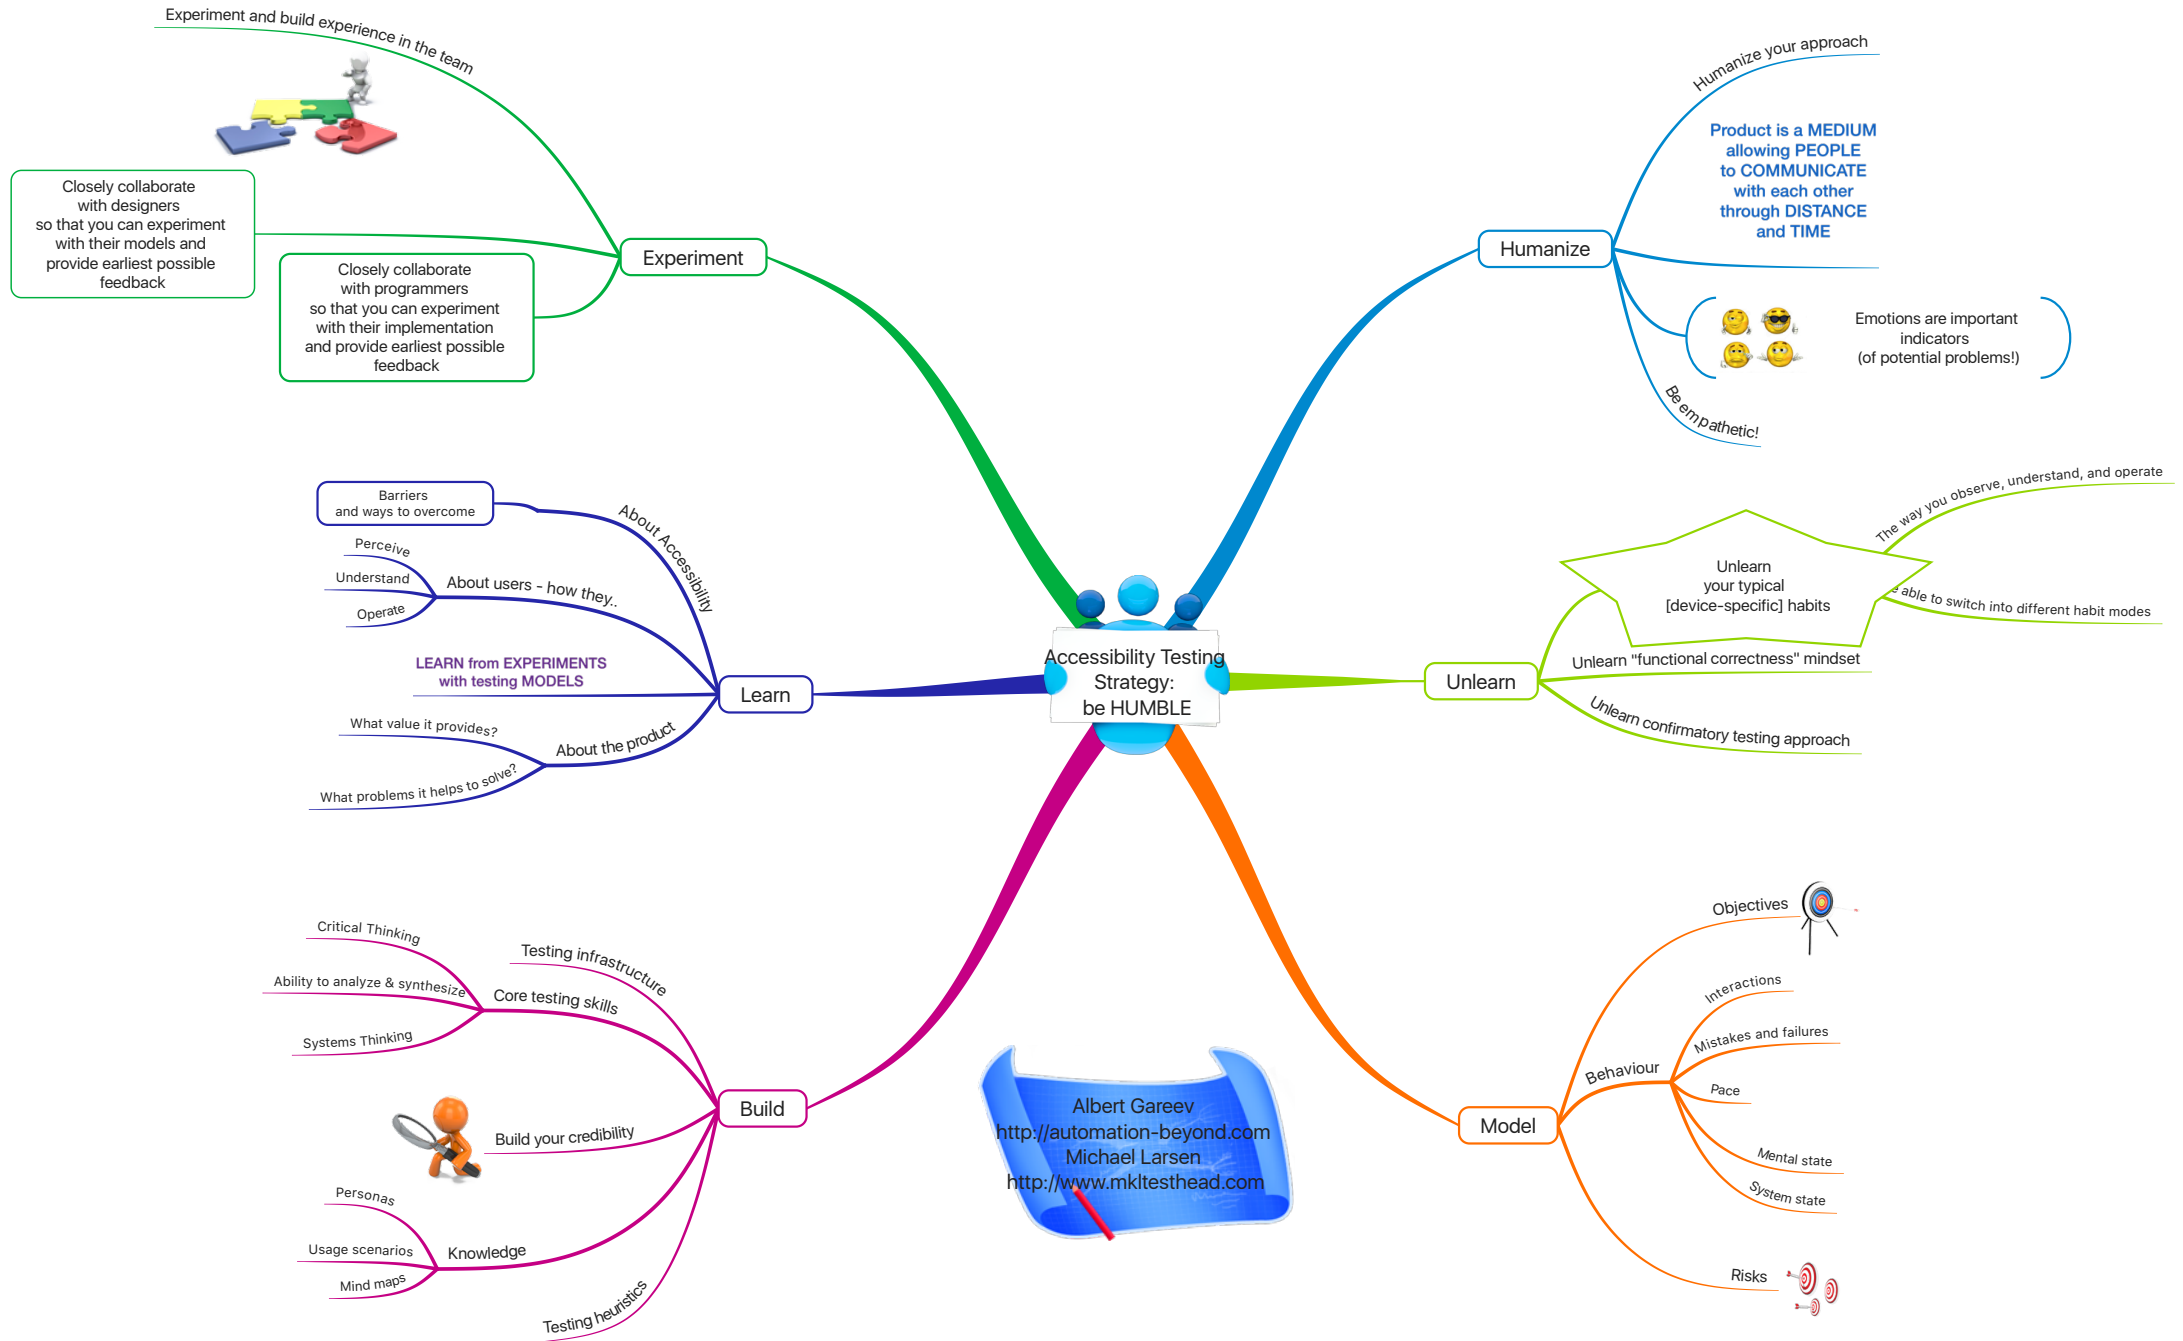 Accessibility Testing
Strategy:
be HUMBLE
Humanize
Humanize your approach
Product is a MEDIUM
allowing PEOPLE
to COMMUNICATE
with each other
through DISTANCE
and TIME
Emotions are important
indicators
(of potential problems!)
Be empathetic!
Unlearn
Unlearn
your typical
[device-specific] habits
The way you observe, understand, and operate
able to switch into different habit modes
Unlearn "functional correctness" mindset
Unlearn confirmatory testing approach
Model
Objectives
Behaviour
Interactions
Mistakes and failures
Pace
Mental state
System state
Risks
Build
Testing infrastructure
Core testing skills
Critical Thinking
Ability to analyze & synthesize
Systems Thinking
Build your credibility
Knowledge
Personas
Usage scenarios
Mind maps
Testing heuristics
Learn
About Accessibility
Barriers
and ways to overcome
About users - how they..
Perceive
Understand
Operate
LEARN from EXPERIMENTS
with testing MODELS
About the product
What value it provides?
What problems it helps to solve?
Experiment
Experiment and build experience in the team
Closely collaborate
with designers
so that you can experiment
with their models and
provide earliest possible
feedback
Closely collaborate
with programmers
so that you can experiment
with their implementation
and provide earliest possible
feedback
Albert Gareev
http://automation-beyond.com
Michael Larsen
http://www.mkltesthead.com